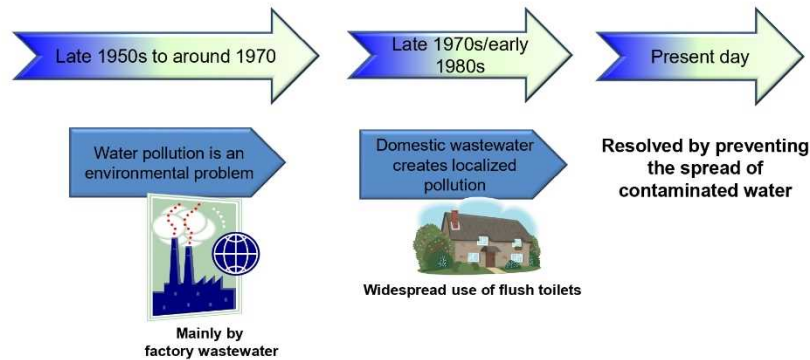 Late 1950s to around 1970
Late 1970s/early
1980s
Present day
Water pollution is an
environmental problem
Domestic wastewater
creates localized
pollution
Resolved by preventing
the spread of
contaminated water
Mainly by
factory wastewater
Widespread use of flush toilets